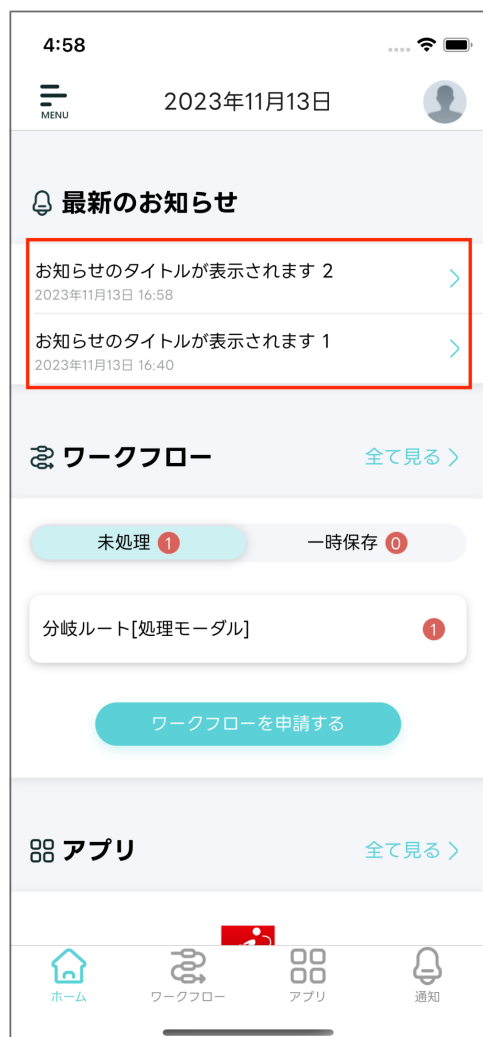 4:58
MENU
2023年11月13日
最新のお知らせ
お知らせのタイトルが表示されます 2
2023年11月13日 16:58
お知らせのタイトルが表示されます 1
2023年11月13日 16:40
ワークフロー
全て見る
未処理 1
一時保存 0
分岐ルート[処理モーダル]
1
ワークフローを申請する
アプリ
全て見る
ホーム
ワークフロー
アプリ
通知